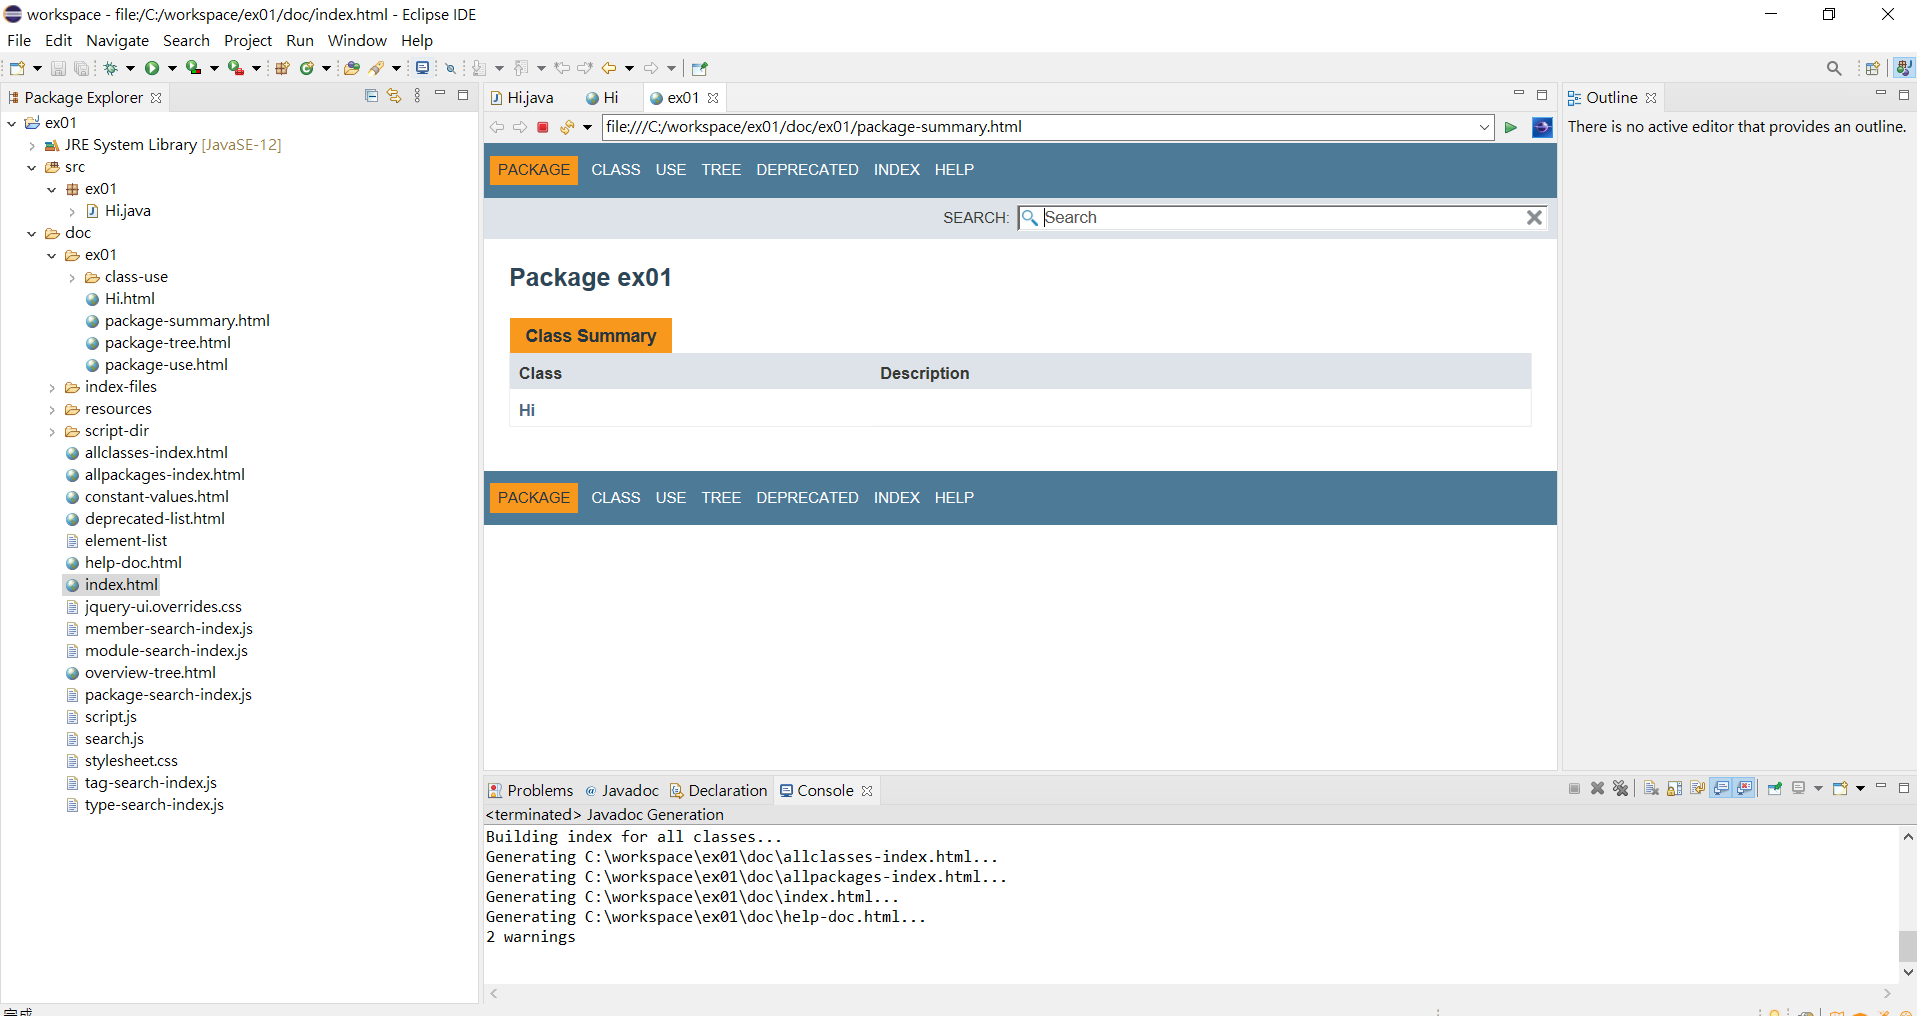 workspace - file:/C:/workspace/ex01/doc/index.html - Eclipse IDE
File Edit Navigate Search Project Run Window Help
Package Explorer
ex01
JRE System Library [JavaSE-12]
src
ex01
Hi.java
doc
ex01
class-use
Hi.html
package-summary.html
package-tree.html
package-use.html
index-files
resources
script-dir
allclasses-index.html
allpackages-index.html
constant-values.html
deprecated-list.html
element-list
help-doc.html
index.html
jquery-ui.overrides.css
member-search-index.js
module-search-index.js
overview-tree.html
package-search-index.js
script.js
search.js
stylesheet.css
tag-search-index.js
type-search-index.js
Hi.java Hi ex01
file:///C:/workspace/ex01/doc/ex01/package-summary.html
PACKAGE CLASS USE TREE DEPRECATED INDEX HELP
SEARCH: Search
Package ex01
Class Summary
Class Description
Hi
PACKAGE CLASS USE TREE DEPRECATED INDEX HELP
Outline
There is no active editor that provides an outline.
Problems @ Javadoc Declaration Console
<terminated> Javadoc Generation
Building index for all classes...
Generating C:\workspace\ex01\doc\allclasses-index.html...
Generating C:\workspace\ex01\doc\allpackages-index.html...
Generating C:\workspace\ex01\doc\index.html...
Generating C:\workspace\ex01\doc\help-doc.html...
2 warnings
完成